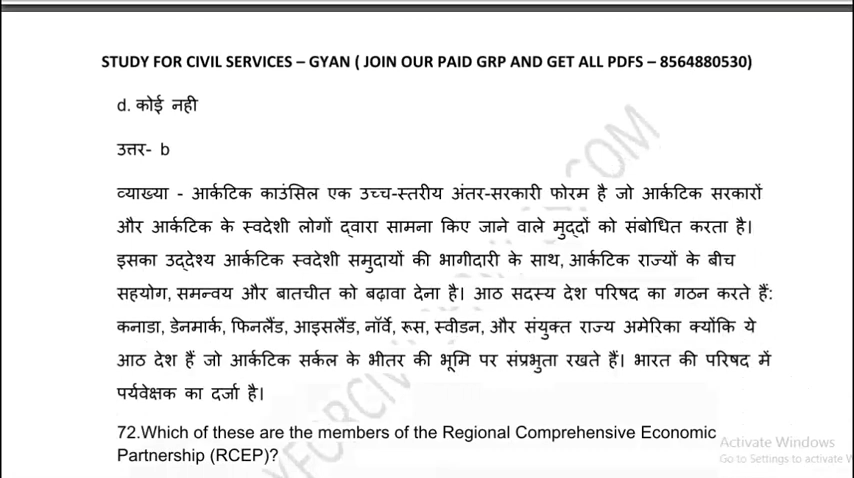 STUDY FOR CIVIL SERVICES – GYAN ( JOIN OUR PAID GRP AND GET ALL PDFS – 8564880530)
d. कोई नही
उत्तर- b
व्याख्या - आर्कटिक काउंसिल एक उच्च-स्तरीय अंतर-सरकारी फोरम है जो आर्कटिक सरकारों
और आर्कटिक के स्वदेशी लोगों द्वारा सामना किए जाने वाले मुद्दों को संबोधित करता है।
इसका उद्देश्य आर्कटिक स्वदेशी समुदायों की भागीदारी के साथ, आर्कटिक राज्यों के बीच
सहयोग, समन्वय और बातचीत को बढ़ावा देना है। आठ सदस्य देश परिषद का गठन करते हैं:
कनाडा, डेनमार्क, फिनलैंड, आइसलैंड, नॉर्वे, रूस, स्वीडन, और संयुक्त राज्य अमेरिका क्योंकि ये
आठ देश हैं जो आर्कटिक सर्कल के भीतर की भूमि पर संप्रभुता रखते हैं। भारत की परिषद में
पर्यवेक्षक का दर्जा है।
72.Which of these are the members of the Regional Comprehensive Economic
Partnership (RCEP)?
Activate Windows
Go to Settings to activate